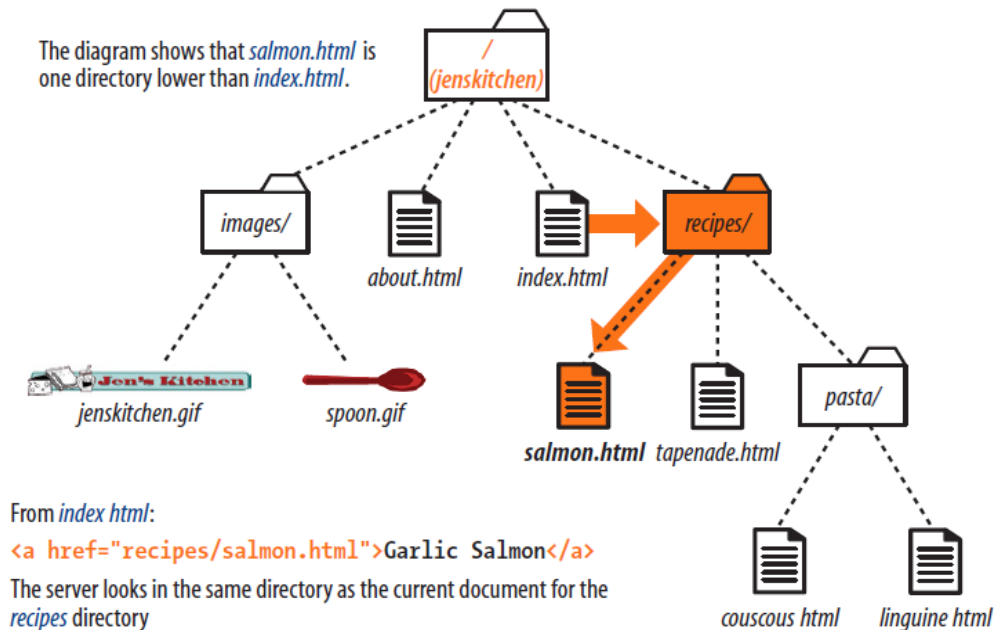 The diagram shows that salmon.html is
one directory lower than index.html.
/
(jenskitchen)
images/
about.html
index.html
recipes/
Jen's Kitchen
jenskitchen.gif
spoon.gif
salmon.html
tapenade.html
pasta/
couscous html
linguine html
From index html:
<a href="recipes/salmon.html">Garlic Salmon</a>
The server looks in the same directory as the current document for the
recipes directory